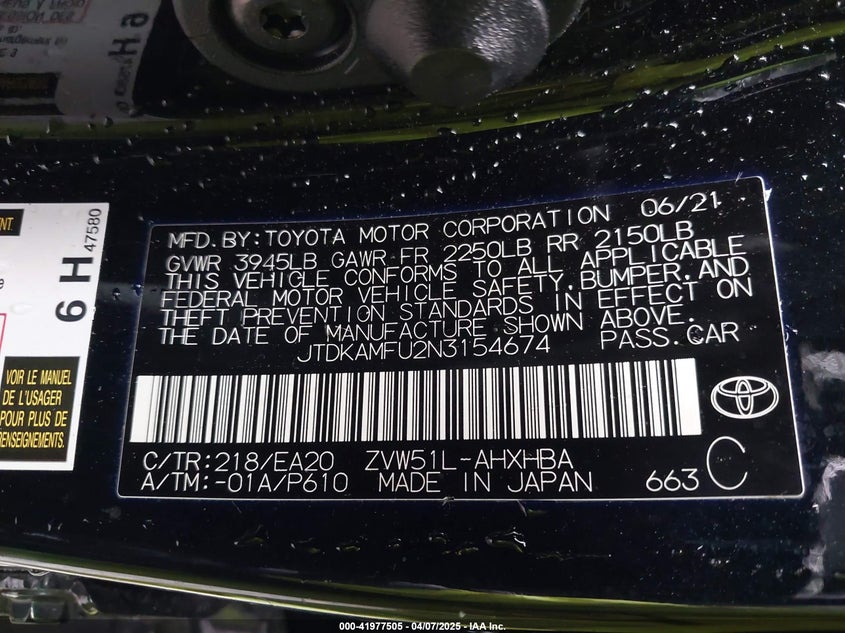 MFD.BY:TOYOTA MOTOR CORPORATION 06/21
GVWR 3945LB GAWR FR 2250LB RR 2150LB
THIS VEHICLE CONFORMS TO ALL APPLICABLE
FEDERAL MOTOR VEHICLE SAFETY,BUMPER,AND
THEFT PREVENTION STANDARDS IN EFFECT ON
THE DATE OF MANUFACTURE SHOWN ABOVE.
JTDKAMFU2N3154674 PASS.CAR
C/TR:218/EA20 ZVW51L-AHXHBA
A/TM:-01A/P610 MADE IN JAPAN 663 C
6 H
47580
VOIR LE MANUEL
DE L'USAGER
POUR PLUS DE
RENSEIGNEMENTS.
000-41977505 - 04/07/2025 - IAA Inc.